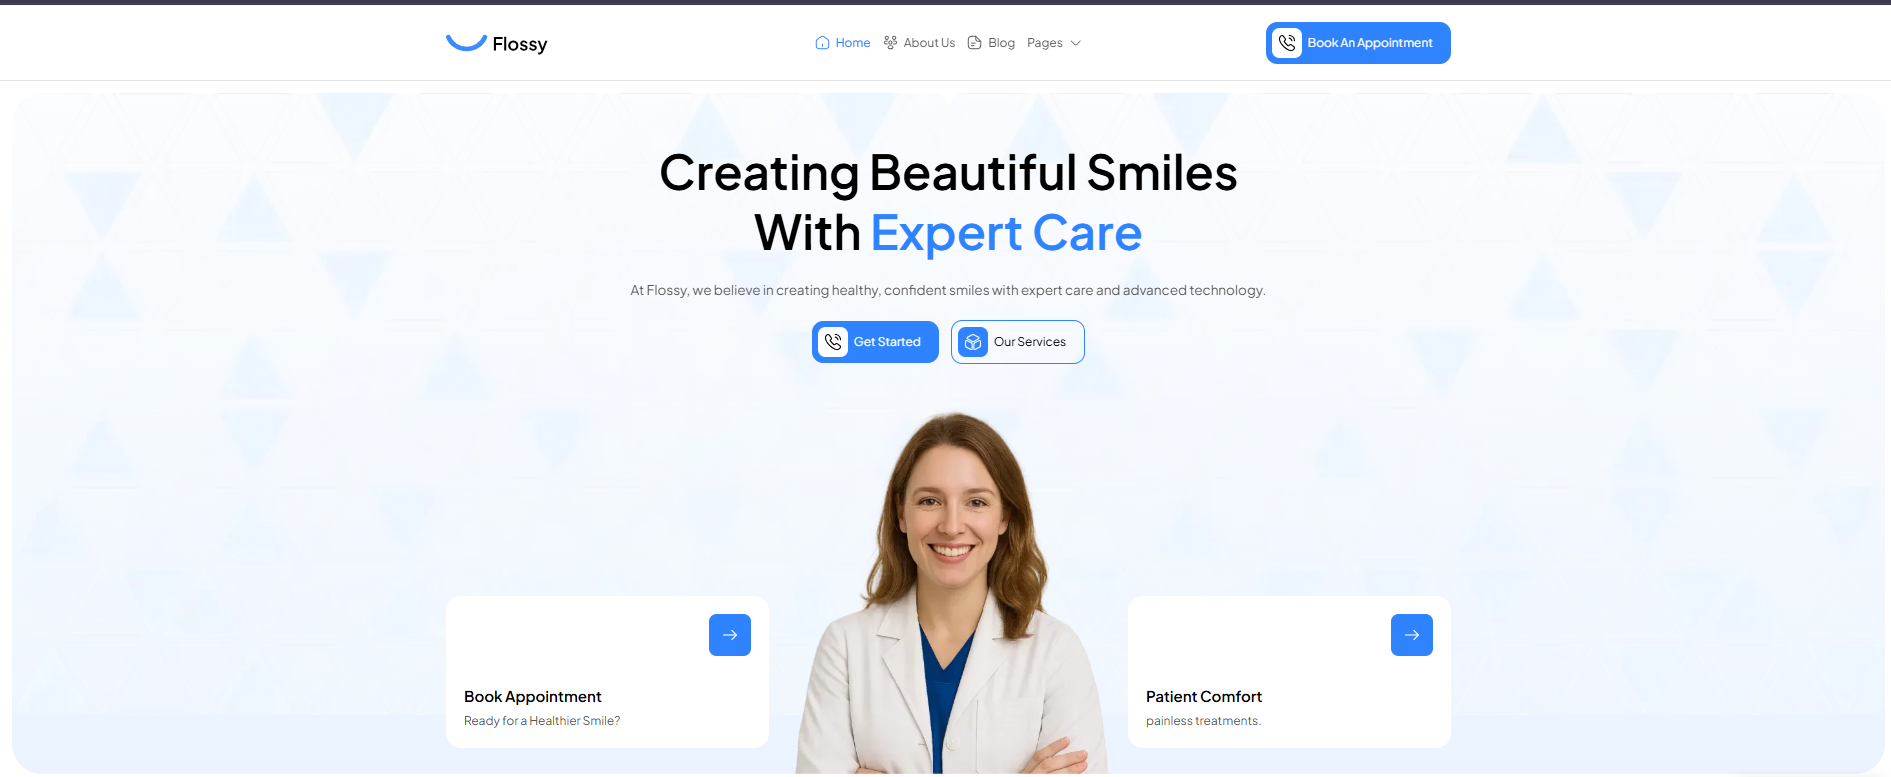 Flossy
Home
About Us
Blog
Pages
Book An Appointment
Creating Beautiful Smiles
With Expert Care
At Flossy, we believe in creating healthy, confident smiles with expert care and advanced technology.
Get Started
Our Services
Book Appointment
Ready for a Healthier Smile?
Patient Comfort
painless treatments.